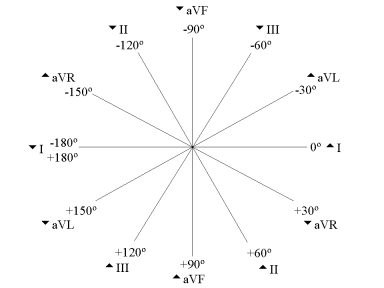 ▼ aVF
-90º
▼ II
-120º
▼ III
-60º
▲ aVR
-150º
▲ aVL
-30º
▼ I -180º
+180º
0º ▲ I
+150º
▼ aVL
+30º
▼ aVR
+120º
▲ III
+90º
▲ aVF
+60º
▲ II